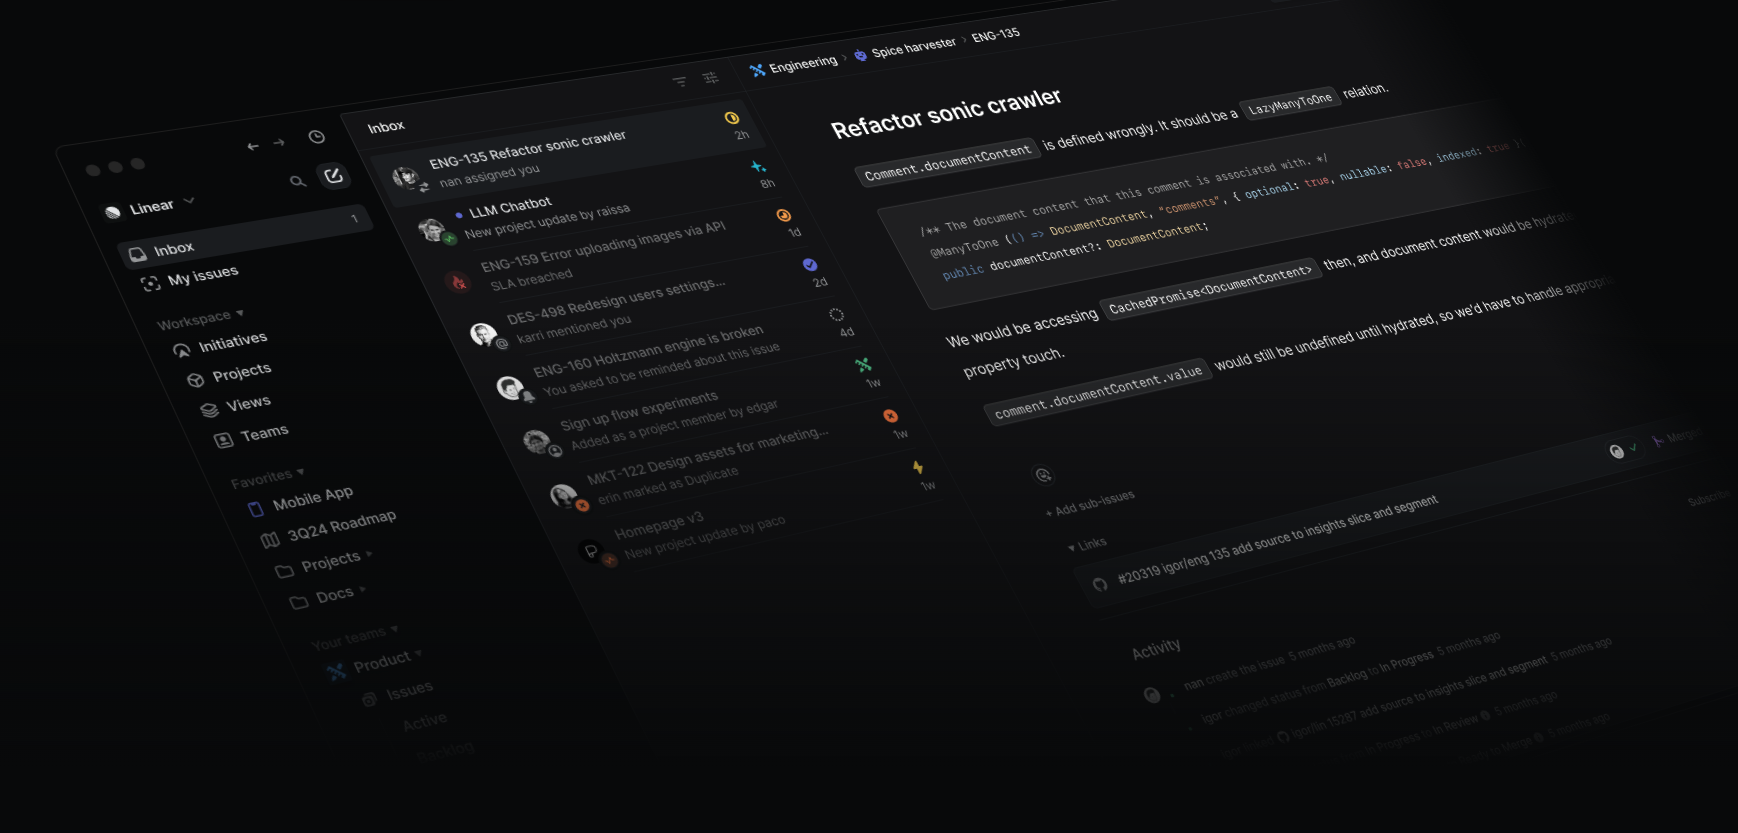 Linear
Inbox
1
My issues
Workspace
Initiatives
Projects
Views
Teams
Favorites
Mobile App
3Q24 Roadmap
Projects
Docs
Your teams
Product
Issues
Active
Backlog
Inbox
ENG-135 Refactor sonic crawler
nan assigned you
2h
LLM Chatbot
New project update by raissa
8h
ENG-159 Error uploading images via API
SLA breached
1d
DES-498 Redesign users settings...
karri mentioned you
2d
ENG-160 Holtzmann engine is broken
You asked to be reminded about this issue
4d
Sign up flow experiments
Added as a project member by edgar
1w
MKT-122 Design assets for marketing...
erin marked as Duplicate
1w
Homepage v3
New project update by paco
1w
Engineering › Spice harvester › ENG-135
Refactor sonic crawler
Comment.documentContent is defined wrongly. It should be a LazyManyToOne relation.
/** The document content that this comment is associated with. */
@ManyToOne (() => DocumentContent, "comments", { optional: true, nullable: false, indexed: true })
public documentContent?: DocumentContent;
We would be accessing CachedPromise<DocumentContent> then, and document content would be hydrate
property touch.
comment.documentContent.value would still be undefined until hydrated, so we'd have to handle
+ Add sub-issues
Links
#20319 igor/eng 135 add source to insights slice and segment
Activity
nan create the issue 5 months ago
igor changed status from Backlog to In Progress 5 months ago
igor/lin 15287 add source to insights slice and segment 5 months ago
In Progress to In Review 5 months ago
to Merge 5 months ago